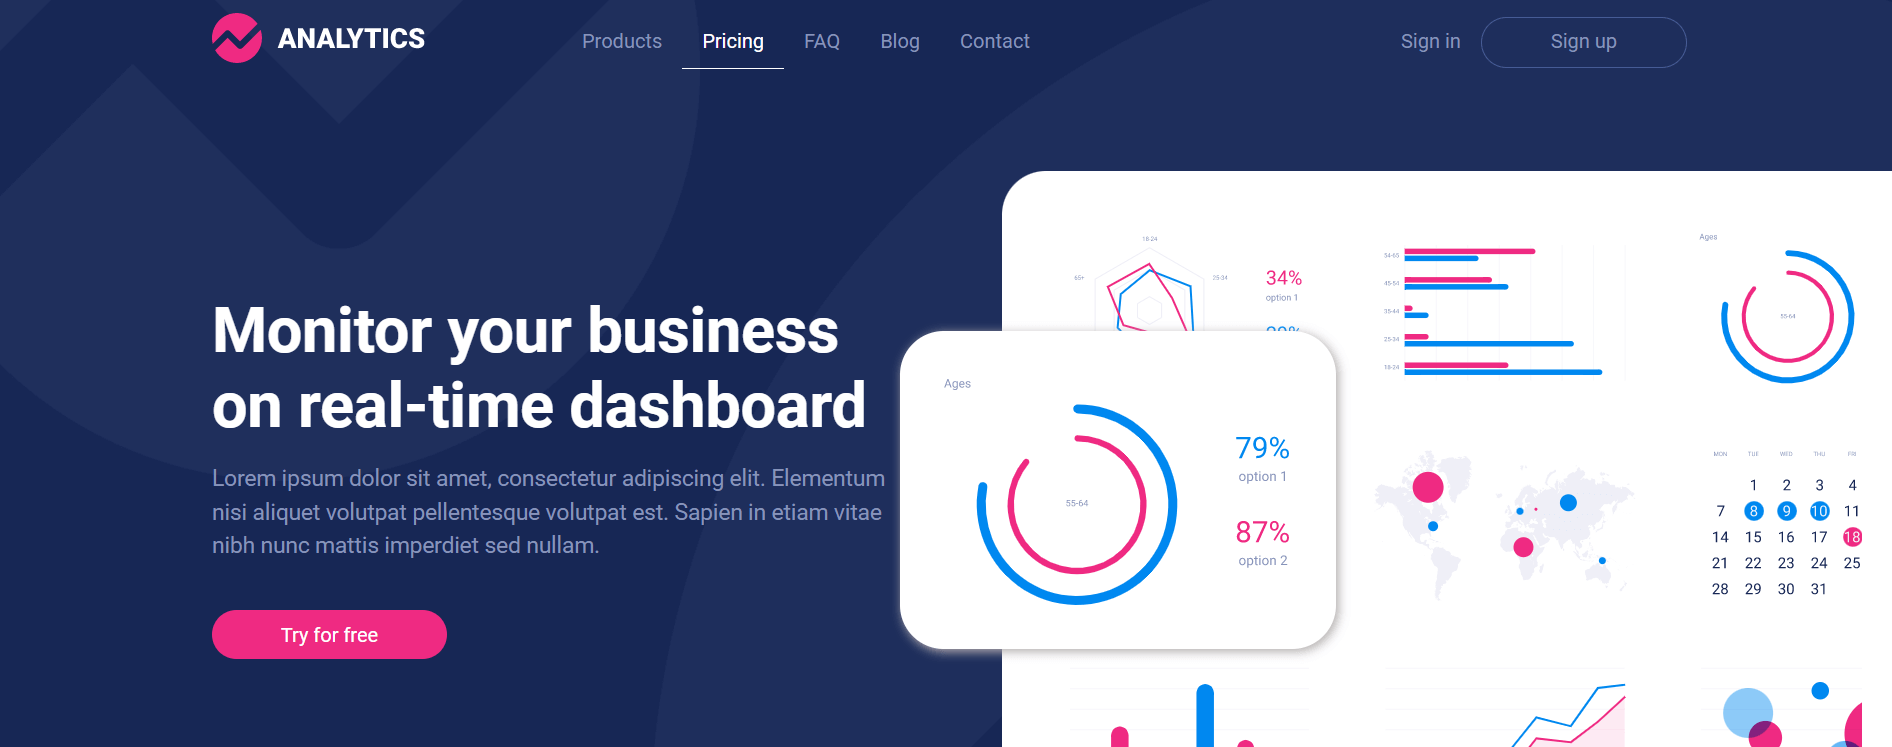 ANALYTICS
Products Pricing FAQ Blog Contact
Sign in Sign up
Monitor your business
on real-time dashboard
Lorem ipsum dolor sit amet, consectetur adipiscing elit. Elementum
nisi aliquet volutpat pellentesque volutpat est. Sapien in etiam vitae
nibh nunc mattis imperdiet sed nullam.
Try for free
18-24
65+
25-34
34%
option 1
54-65
45-54
35-44
25-34
18-24
Ages
55-64
Ages
55-64
79%
option 1
87%
option 2
MON TUE WED THU FRI
1 2 3 4
7 8 9 10 11
14 15 16 17 18
21 22 23 24 25
28 29 30 31